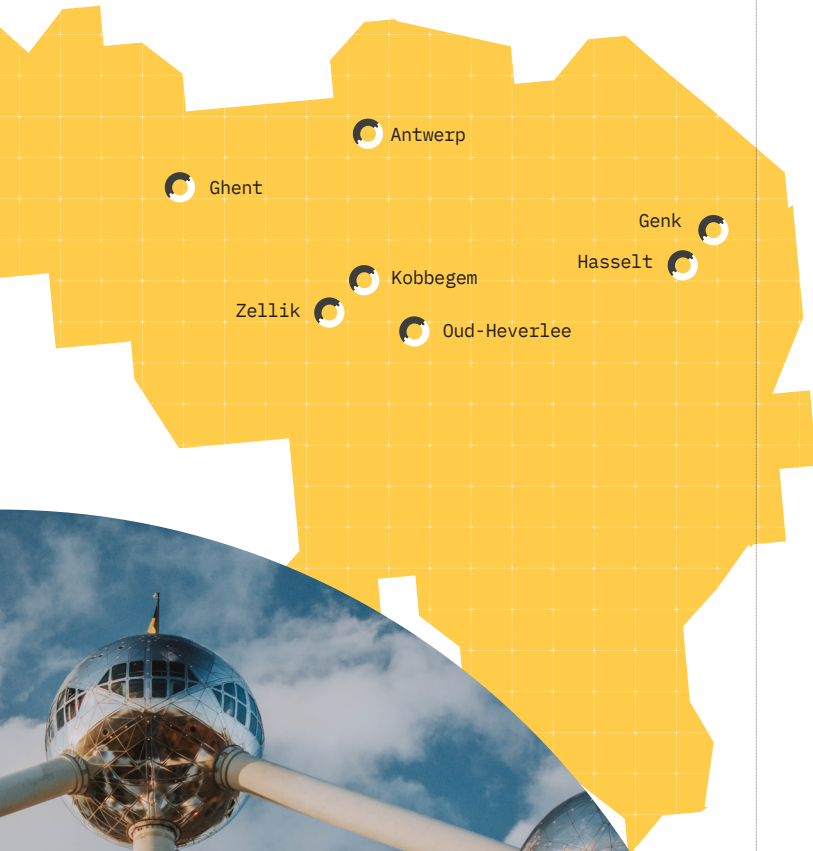 Antwerp
Ghent
Genk
Hasselt
Kobbegem
Zellik
Oud-Heverlee